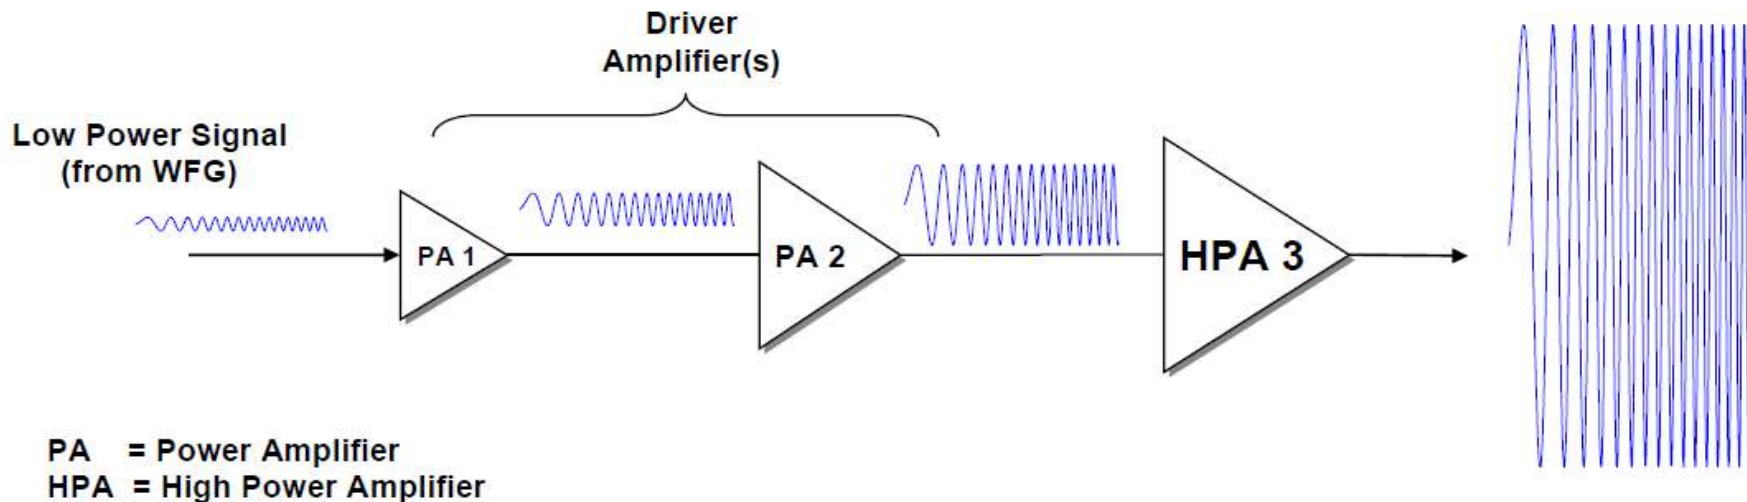 Driver
Amplifier(s)
Low Power Signal
(from WFG)
PA 1
PA 2
HPA 3
PA = Power Amplifier
HPA = High Power Amplifier